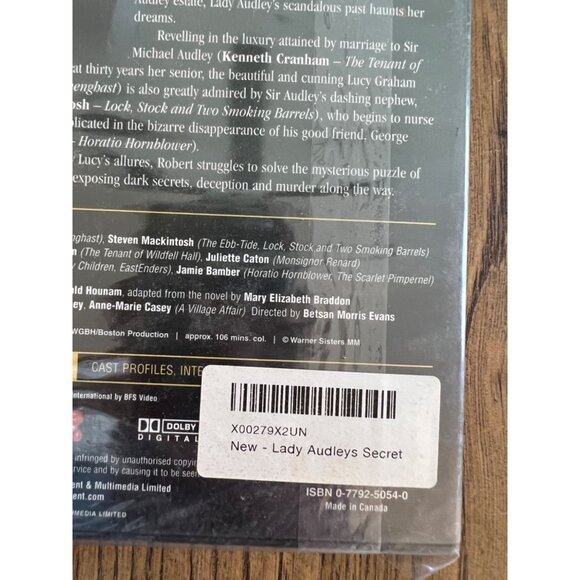 Audley estate, Lady Audley's scandalous past haunts her
dreams.
Revelling in the luxury attained by marriage to Sir
Michael Audley (Kenneth Cranham – The Tenant of
at thirty years her senior, the beautiful and cunning Lucy Graham
enghast) is also greatly admired by Sir Audley's dashing nephew,
tosh – Lock, Stock and Two Smoking Barrels), who begins to nurse
plicated in the bizarre disappearance of his good friend, George
– Horatio Hornblower).
Lucy's allures, Robert struggles to solve the mysterious puzzle of
exposing dark secrets, deception and murder along the way.
enghast), Steven Mackintosh (The Ebb-Tide, Lock, Stock,and Two Smoking Barrels)
n (The Tenant of Wildfell Hall), Juliette Caton (Monsignor Renard)
y Children, EastEnders), Jamie Bamber (Horatio Hornblower, The Scarlet Pimpernel)
ald Hounam, adapted from the novel by Mary Elizabeth Braddon
ey, Anne-Marie Casey (A Village Affair) Directed by Betsan Morris Evans
WGBH/Boston Production | approx. 106 mins. col. | © Warner Sisters MM
CAST PROFILES, INTE
International by BFS Video
DOLBY
DIGITAL
X00279X2UN
New - Lady Audleys Secret
infringed by unauthorised copyin
service and by causing it to be seen
ent & Multimedia Limited
ent.com
IMEDIA LIMITED
ISBN 0-7792-5054-0
Made in Canada